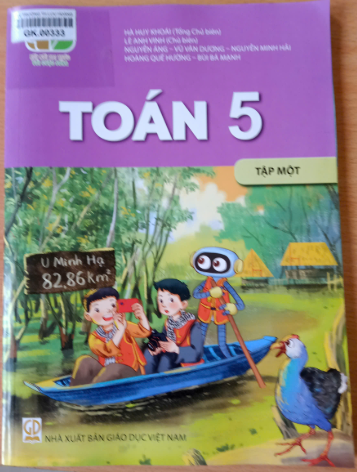 GK.00333
HÀ HUY KHOÁI (Tổng Chủ biên)
LÊ ANH VINH (Chủ biên)
NGUYỄN ÁNG – VŨ VĂN DƯƠNG – NGUYỄN MINH HẢI
HOÀNG QUẾ HƯỜNG – BÙI BÁ MẠNH
TOÁN 5
TẬP MỘT
U Minh Hạ
82,86 km²
NHÀ XUẤT BẢN GIÁO DỤC VIỆT NAM